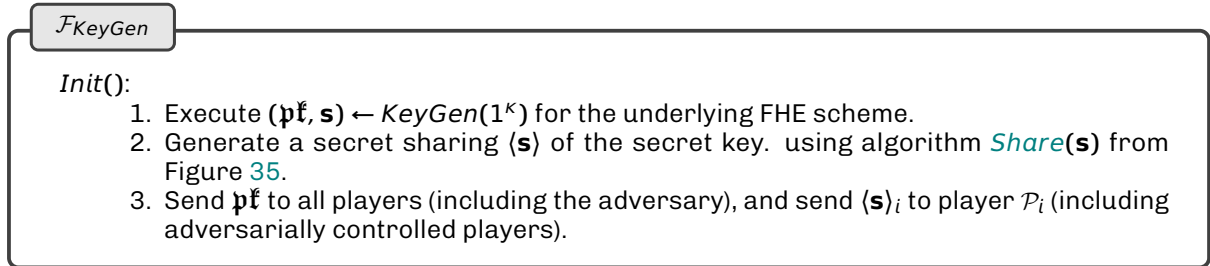 ℱKeyGen
Init():
1. Execute (𝔭𝔨, 𝐬) ← KeyGen(1^κ) for the underlying FHE scheme.
2. Generate a secret sharing ⟨𝐬⟩ of the secret key. using algorithm Share(𝐬) from
Figure 35.
3. Send 𝔭𝔨 to all players (including the adversary), and send ⟨𝐬⟩ᵢ to player 𝒫ᵢ (including
adversarially controlled players).